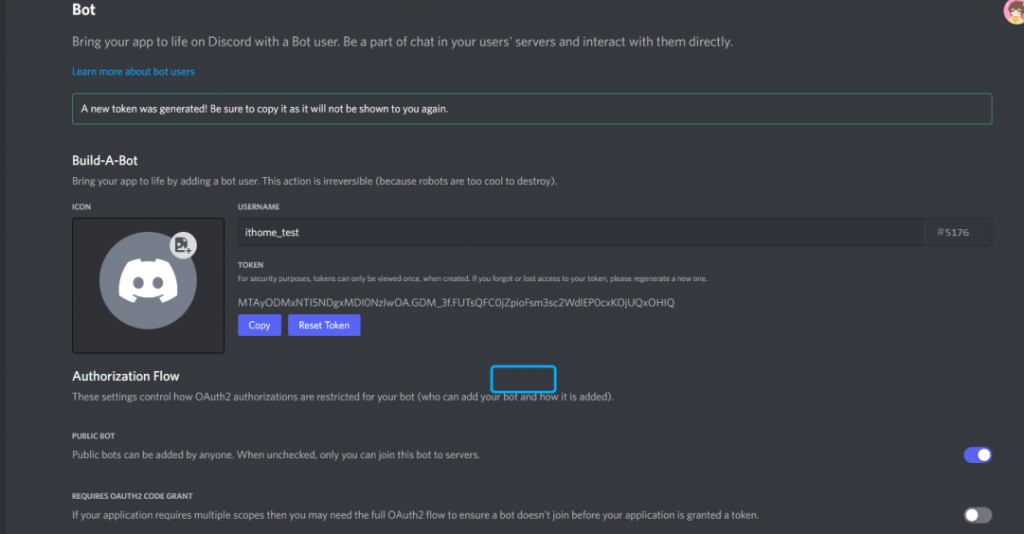 Bot
Bring your app to life on Discord with a Bot user. Be a part of chat in your users' servers and interact with them directly.
Learn more about bot users
A new token was generated! Be sure to copy it as it will not be shown to you again.
Build-A-Bot
Bring your app to life by adding a bot user. This action is irreversible (because robots are too cool to destroy).
ICON
USERNAME
ithome_test
#5176
TOKEN
For security purposes, tokens can only be viewed once, when created. If you forgot or lost access to your token, please regenerate a new one.
Copy
Reset Token
Authorization Flow
These settings control how OAuth2 authorizations are restricted for your bot (who can add your bot and how it is added).
PUBLIC BOT
Public bots can be added by anyone. When unchecked, only you can join this bot to servers.
REQUIRES OAUTH2 CODE GRANT
If your application requires multiple scopes then you may need the full OAuth2 flow to ensure a bot doesn't join before your application is granted a token.